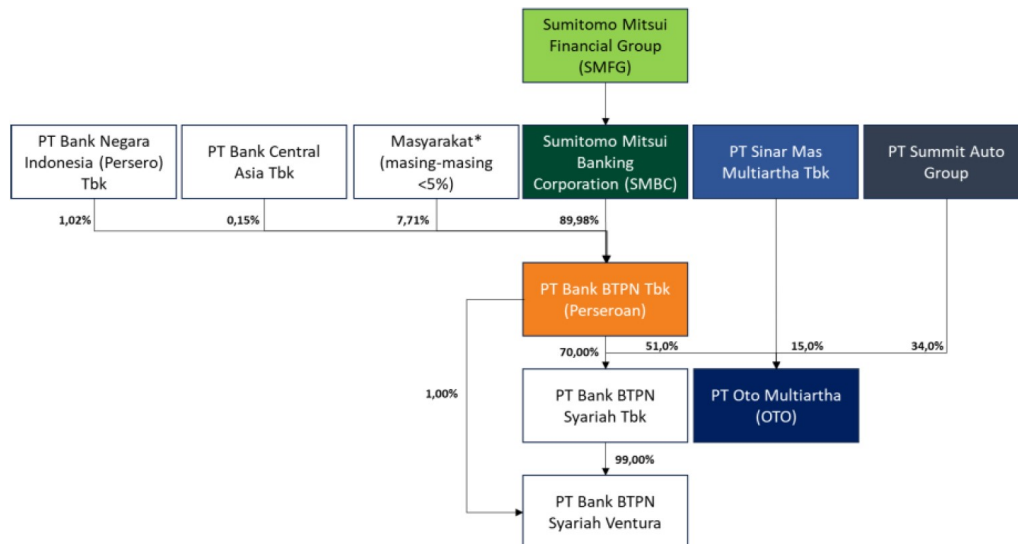 Sumitomo Mitsui
Financial Group
(SMFG)
PT Bank Negara
Indonesia (Persero)
Tbk
PT Bank Central
Asia Tbk
Masyarakat*
(masing-masing
<5%)
Sumitomo Mitsui
Banking
Corporation (SMBC)
PT Sinar Mas
Multiartha Tbk
PT Summit Auto
Group
1,02%
0,15%
7,71%
89,98%
PT Bank BTPN Tbk
(Perseroan)
70,00%
51,0%
15,0%
34,0%
1,00%
PT Bank BTPN
Syariah Tbk
PT Oto Multiartha
(OTO)
99,00%
PT Bank BTPN
Syariah Ventura